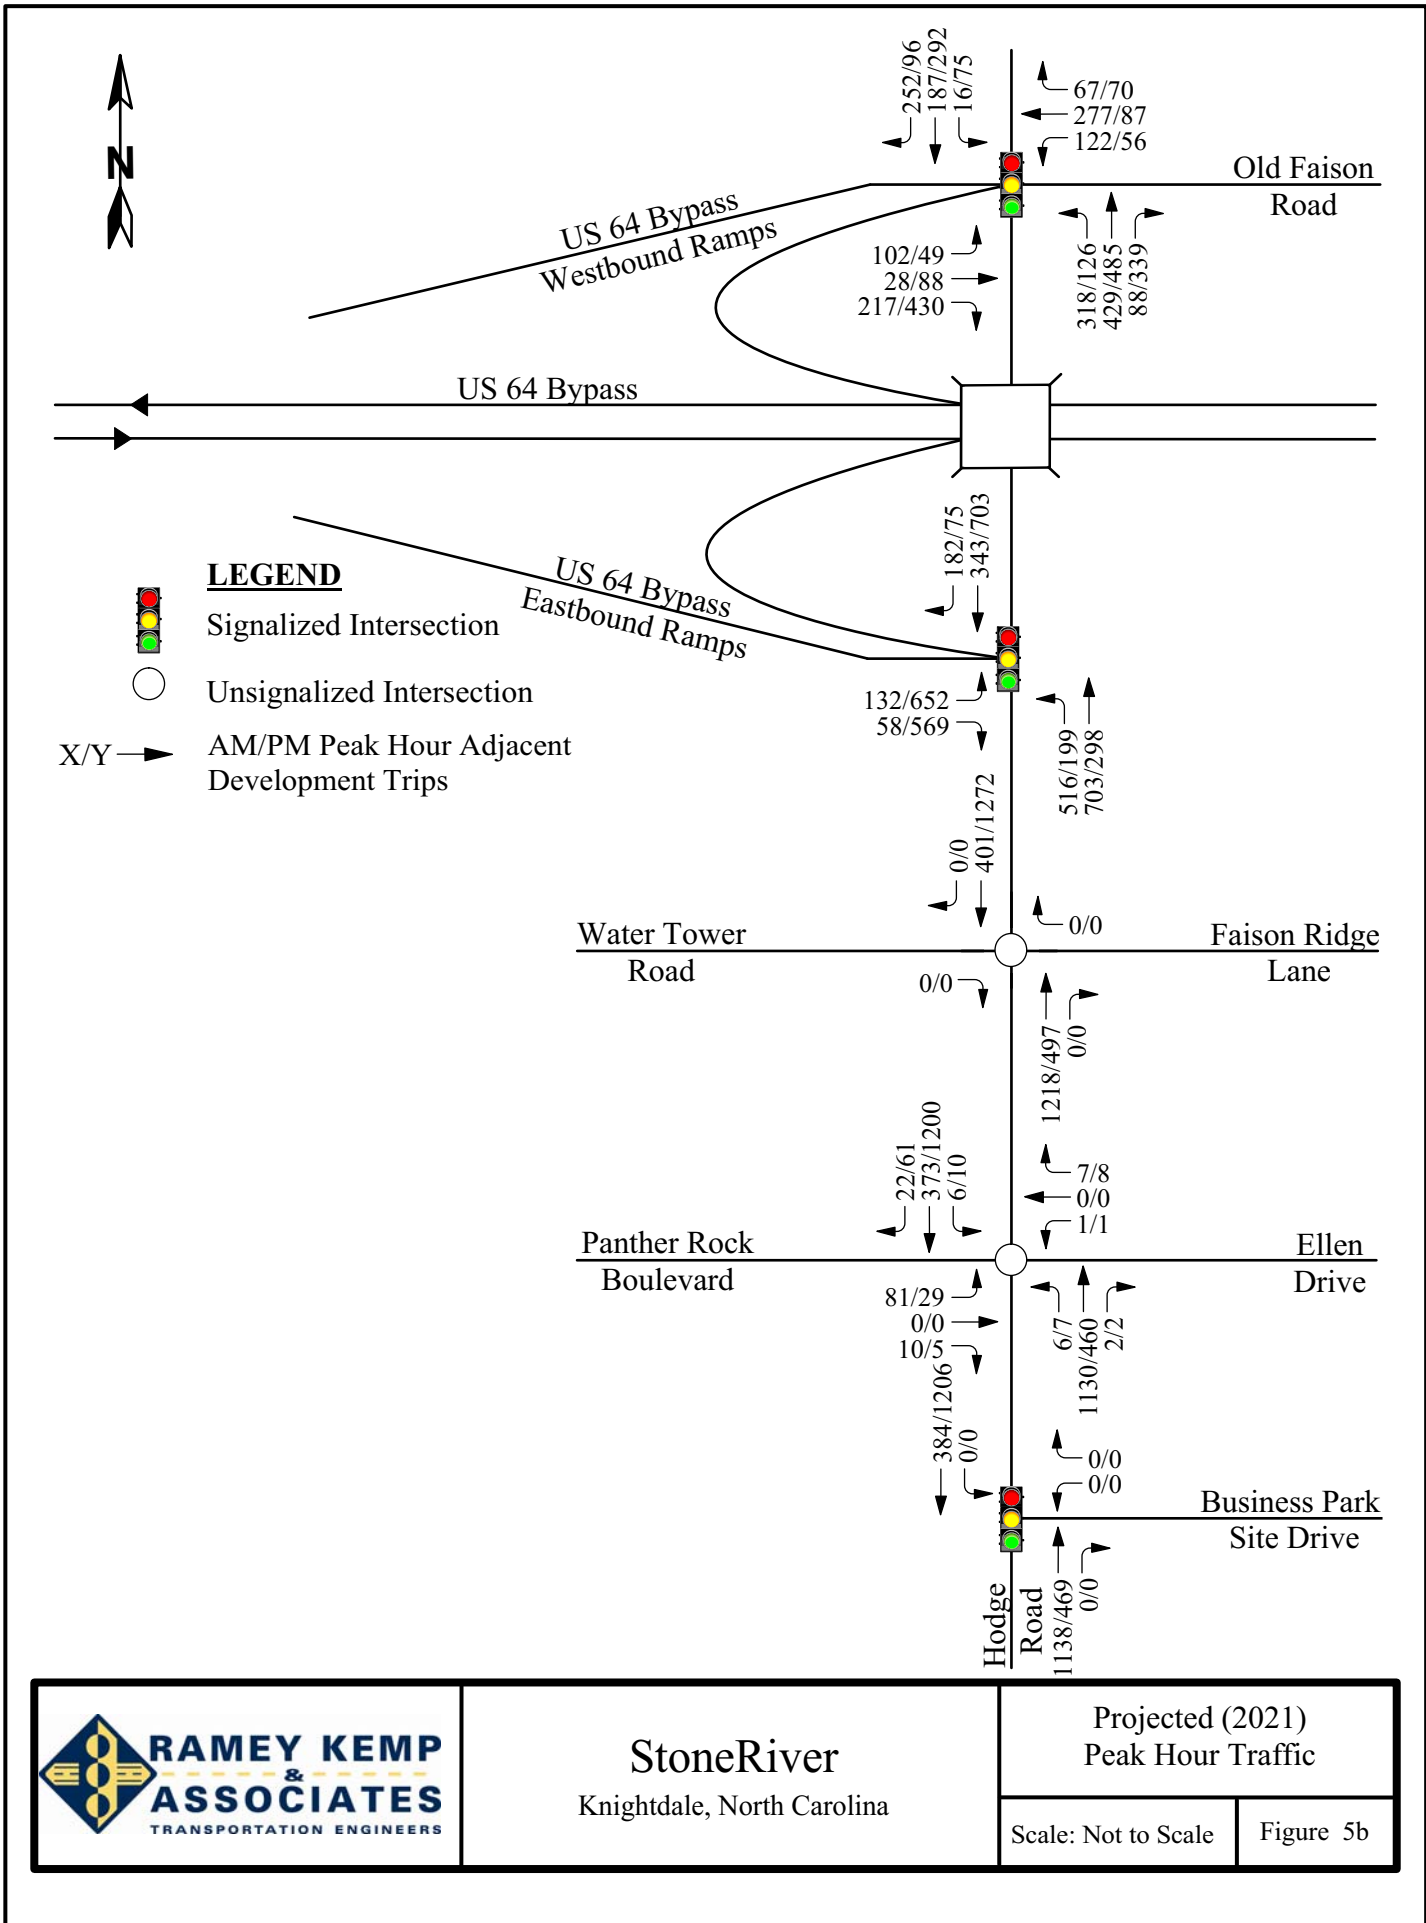 252/96
187/292
16/75
67/70
277/87
122/56
N
Old Faison
Road
US 64 Bypass
Westbound Ramps
102/49
28/88
217/430
318/126
429/485
88/339
US 64 Bypass
182/75
343/703
US 64 Bypass
Eastbound Ramps
LEGEND
Signalized Intersection
Unsignalized Intersection
X/Y
AM/PM Peak Hour Adjacent
Development Trips
132/652
58/569
516/199
703/298
0/0
401/1272
0/0
Water Tower
Road
Faison Ridge
Lane
0/0
1218/497
0/0
22/61
373/1200
6/10
7/8
0/0
1/1
Panther Rock
Boulevard
Ellen
Drive
81/29
0/0
10/5
6/7
1130/460
2/2
384/1206
0/0
0/0
0/0
Business Park
Site Drive
Hodge
Road
1138/469
0/0
RAMEY KEMP
&
ASSOCIATES
TRANSPORTATION ENGINEERS
StoneRiver
Knightdale, North Carolina
Projected (2021)
Peak Hour Traffic
Scale: Not to Scale
Figure 5b